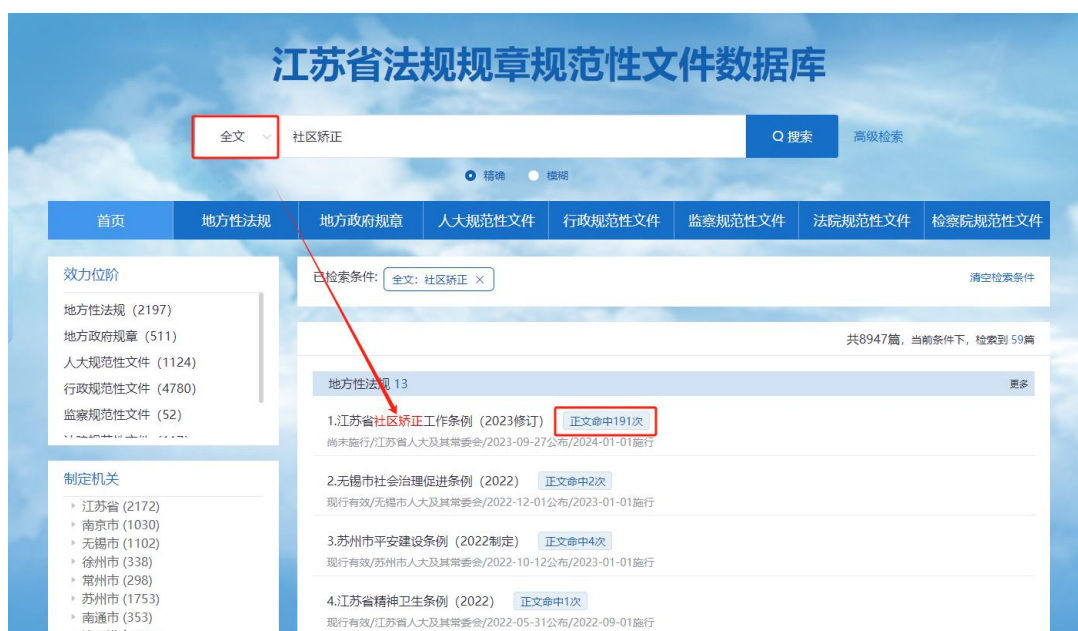 江苏省法规规章规范性文件数据库
全文 社区矫正 搜索 高级检索
精确 模糊
首页 地方性法规 地方政府规章 人大规范性文件 行政规范性文件 监察规范性文件 法院规范性文件 检察院规范性文件
效力位阶
地方性法规 (2197)
地方政府规章 (511)
人大规范性文件 (1124)
行政规范性文件 (4780)
监察规范性文件 (52)
制定机关
江苏省 (2172)
南京市 (1030)
无锡市 (1102)
徐州市 (338)
常州市 (298)
苏州市 (1753)
南通市 (353)
已检索条件: 全文: 社区矫正 × 清空检索条件
共8947篇, 当前条件下, 检索到 59篇
地方性法规 13 更多
1.江苏省社区矫正工作条例 (2023修订) 正文命中191次
尚未施行/江苏省人大及其常委会/2023-09-27公布/2024-01-01施行
2.无锡市社会治理促进条例 (2022) 正文命中2次
现行有效/无锡市人大及其常委会/2022-12-01公布/2023-01-01施行
3.苏州市平安建设条例 (2022制定) 正文命中4次
现行有效/苏州市人大及其常委会/2022-10-12公布/2023-01-01施行
4.江苏省精神卫生条例 (2022) 正文命中1次
现行有效/江苏省人大及其常委会/2022-05-31公布/2022-09-01施行